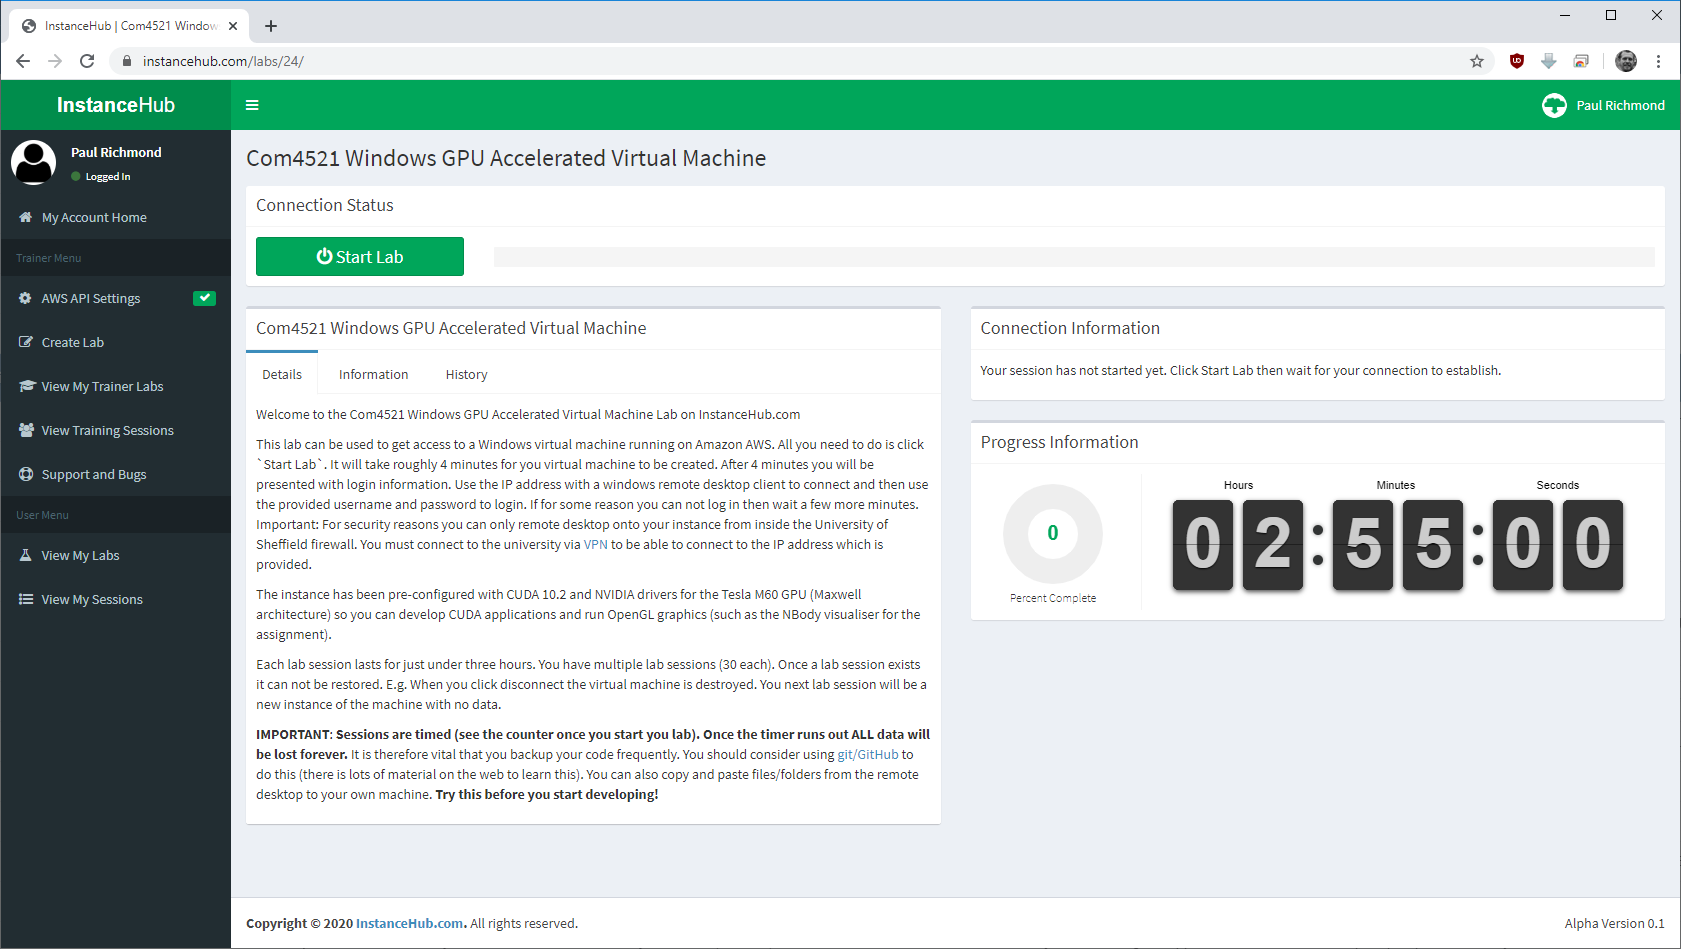 InstanceHub | Com4521 Window
instancehub.com/labs/24/
InstanceHub
Paul Richmond
Paul Richmond
Logged In
My Account Home
Trainer Menu
AWS API Settings
Create Lab
View My Trainer Labs
View Training Sessions
Support and Bugs
User Menu
View My Labs
View My Sessions
Com4521 Windows GPU Accelerated Virtual Machine
Connection Status
Start Lab
Com4521 Windows GPU Accelerated Virtual Machine
Details Information History
Welcome to the Com4521 Windows GPU Accelerated Virtual Machine Lab on InstanceHub.com
This lab can be used to get access to a Windows virtual machine running on Amazon AWS. All you need to do is click
`Start Lab`. It will take roughly 4 minutes for you virtual machine to be created. After 4 minutes you will be
presented with login information. Use the IP address with a windows remote desktop client to connect and then use
the provided username and password to login. If for some reason you can not log in then wait a few more minutes.
Important: For security reasons you can only remote desktop onto your instance from inside the University of
Sheffield firewall. You must connect to the university via VPN to be able to connect to the IP address which is
provided.
The instance has been pre-configured with CUDA 10.2 and NVIDIA drivers for the Tesla M60 GPU (Maxwell
architecture) so you can develop CUDA applications and run OpenGL graphics (such as the NBody visualiser for the
assignment).
Each lab session lasts for just under three hours. You have multiple lab sessions (30 each). Once a lab session exists
it can not be restored. E.g. When you click disconnect the virtual machine is destroyed. You next lab session will be a
new instance of the machine with no data.
IMPORTANT: Sessions are timed (see the counter once you start you lab). Once the timer runs out ALL data will
be lost forever. It is therefore vital that you backup your code frequently. You should consider using git/GitHub to
do this (there is lots of material on the web to learn this). You can also copy and paste files/folders from the remote
desktop to your own machine. Try this before you start developing!
Connection Information
Your session has not started yet. Click Start Lab then wait for your connection to establish.
Progress Information
0
Percent Complete
Hours Minutes Seconds
02:55:00
Copyright © 2020 InstanceHub.com. All rights reserved.
Alpha Version 0.1